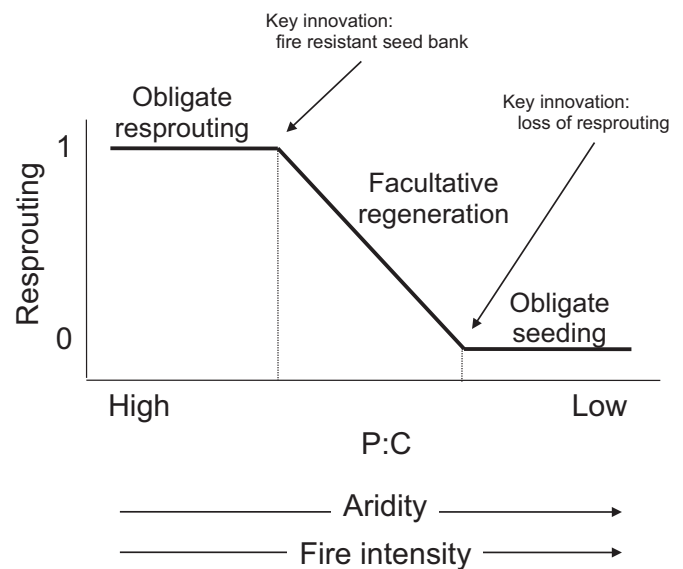 Key innovation:
fire resistant seed bank
Key innovation:
loss of resprouting
Obligate
resprouting
Facultative
regeneration
Obligate
seeding
Resprouting
1
0
High
Low
P:C
Aridity
Fire intensity